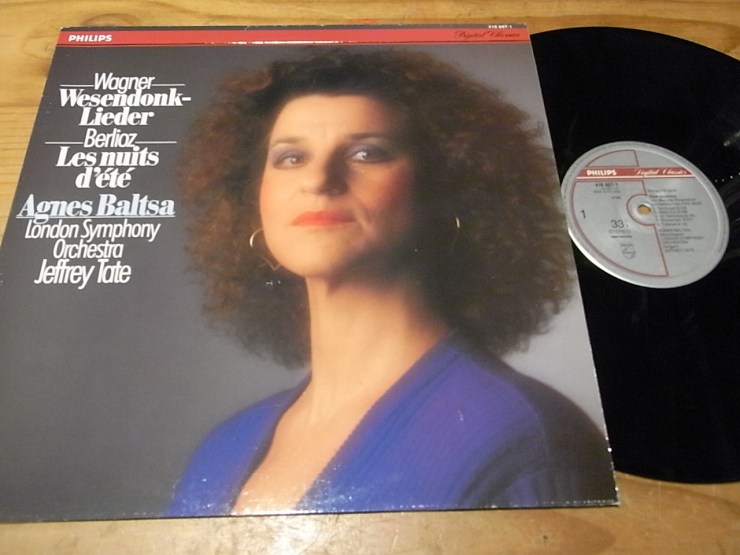 PHILIPS
Digital Classics
Wagner
Wesendonk-
Lieder
Berlioz
Les nuits
d'été
Agnes Baltsa
London Symphony
Orchestra
Jeffrey Tate
PHILIPS
Digital Classics
1
33
STEREO